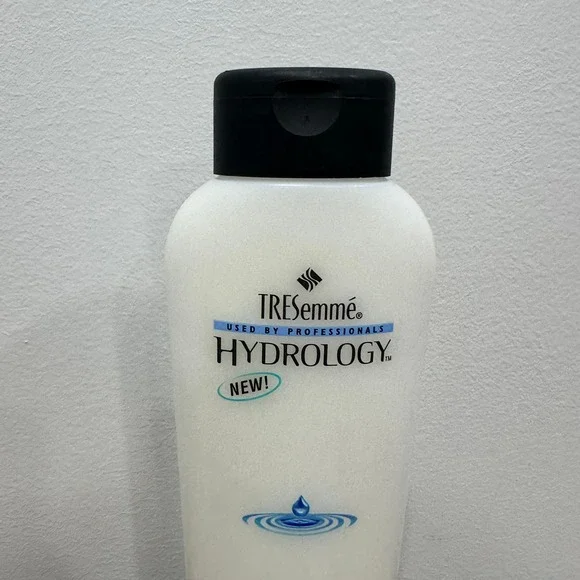 TRESemmé®
USED BY PROFESSIONALS
HYDROLOGY™
NEW!